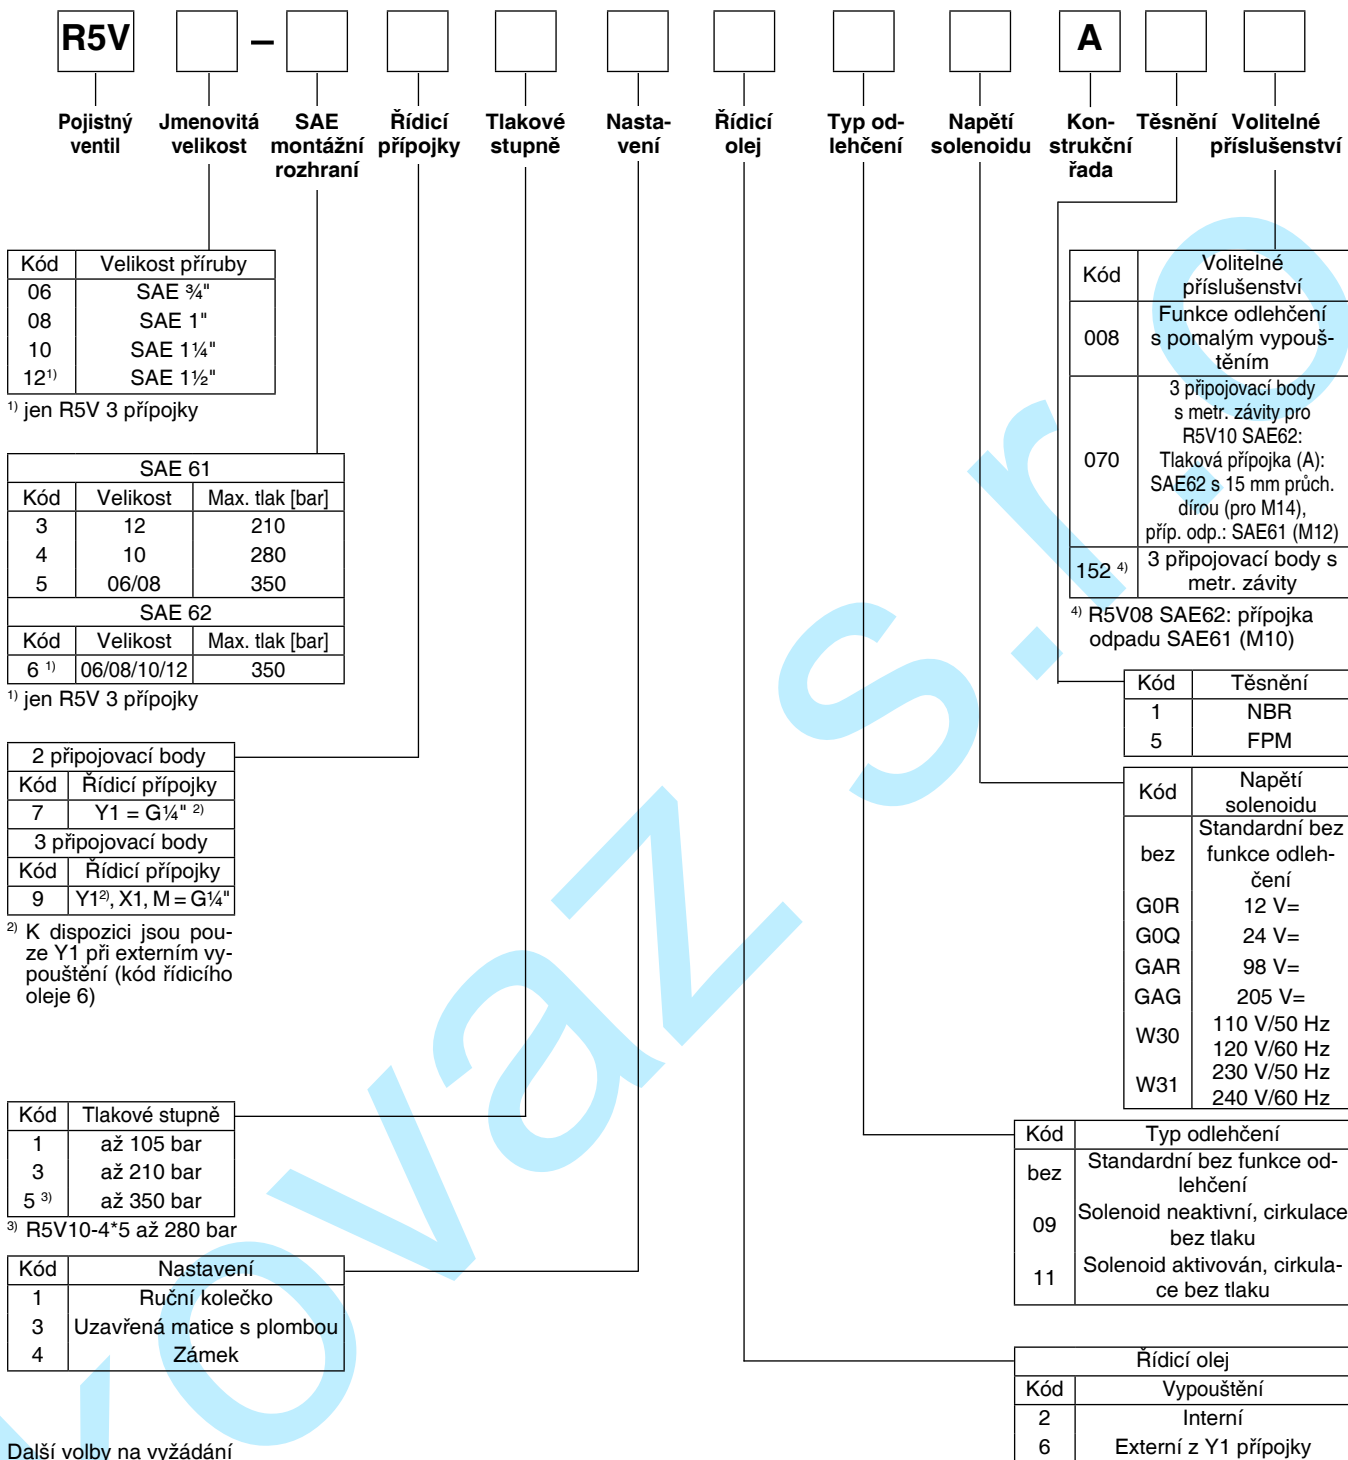 R5V – A
Pojistný ventil
Jmenovitá velikost
SAE montážní rozhraní
Řídicí přípojky
Tlakové stupně
Nasta-
vení
Řídicí olej
Typ od-
lehčení
Napětí solenoidu
Kon-
strukční
řada
Těsnění
Volitelné příslušenství
Kód Velikost příruby
06 SAE ¾"
08 SAE 1"
10 SAE 1¼"
12¹⁾ SAE 1½"
¹⁾ jen R5V 3 přípojky
SAE 61
Kód Velikost Max. tlak [bar]
3 12 210
4 10 280
5 06/08 350
SAE 62
Kód Velikost Max. tlak [bar]
6 ¹⁾ 06/08/10/12 350
¹⁾ jen R5V 3 přípojky
2 připojovací body
Kód Řídicí přípojky
7 Y1 = G¼" ²⁾
3 připojovací body
Kód Řídicí přípojky
9 Y1²⁾, X1, M = G¼"
²⁾ K dispozici jsou pou-
ze Y1 při externím vy-
pouštění (kód řídicího
oleje 6)
Kód Tlakové stupně
1 až 105 bar
3 až 210 bar
5 ³⁾ až 350 bar
³⁾ R5V10-4*5 až 280 bar
Kód Nastavení
1 Ruční kolečko
3 Uzavřená matice s plombou
4 Zámek
Další volby na vyžádání
Kód Volitelné
příslušenství
008 Funkce odlehčení
s pomalým vypouš-
těním
070 3 připojovací body
s metr. závity pro
R5V10 SAE62:
Tlaková přípojka (A):
SAE62 s 15 mm průch.
dírou (pro M14),
příp. odp.: SAE61 (M12)
152 ⁴⁾ 3 připojovací body s
metr. závity
⁴⁾ R5V08 SAE62: přípojka
odpadu SAE61 (M10)
Kód Těsnění
1 NBR
5 FPM
Kód Napětí
solenoidu
bez Standardní bez
funkce odleh-
čení
G0R 12 V=
G0Q 24 V=
GAR 98 V=
GAG 205 V=
W30 110 V/50 Hz
120 V/60 Hz
W31 230 V/50 Hz
240 V/60 Hz
Kód Typ odlehčení
bez Standardní bez funkce od-
lehčení
09 Solenoid neaktivní, cirkulace
bez tlaku
11 Solenoid aktivován, cirkula-
ce bez tlaku
Řídicí olej
Kód Vypouštění
2 Interní
6 Externí z Y1 přípojky
kovaz s.r.o